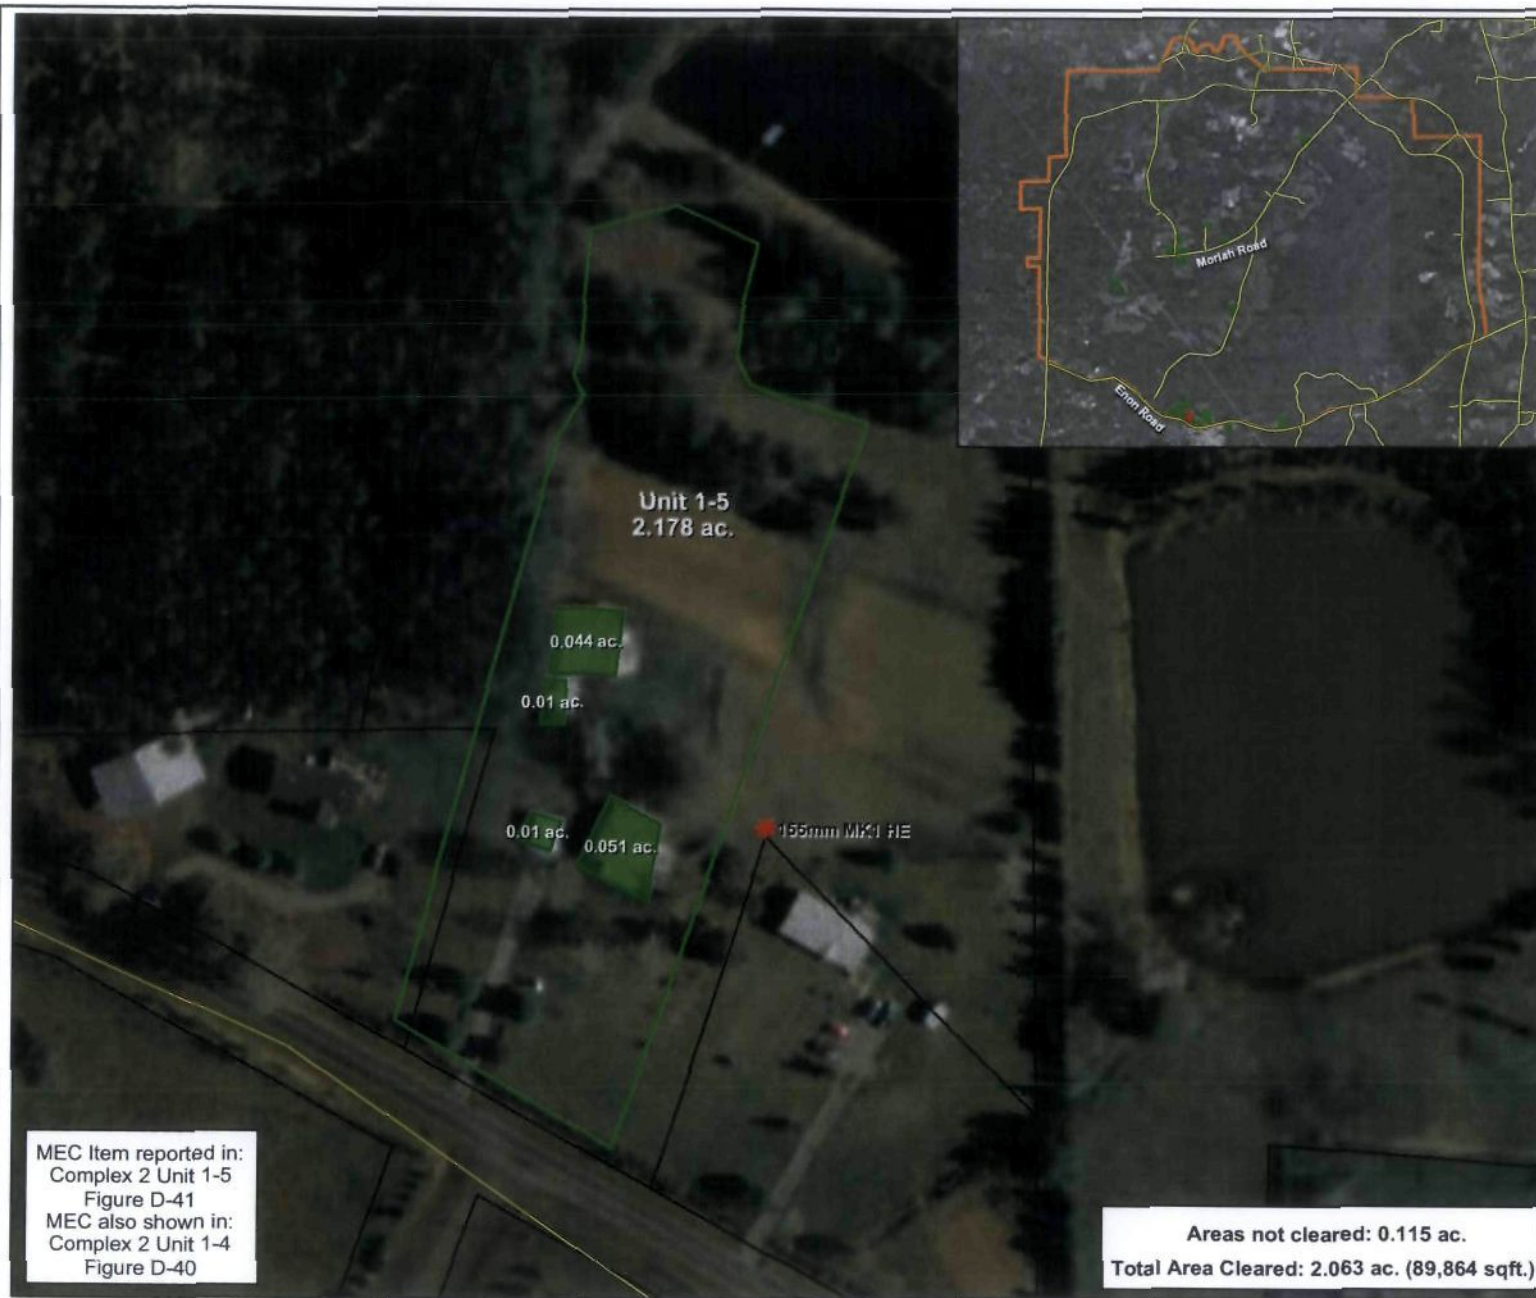 Moriah Road
Enon Road
Unit 1-5
2.178 ac.
0.044 ac.
0.01 ac.
0.01 ac.
0.051 ac.
155mm MK1 HE
MEC Item reported in:
Complex 2 Unit 1-5
Figure D-41
MEC also shown in:
Complex 2 Unit 1-4
Figure D-40
Areas not cleared: 0.115 ac.
Total Area Cleared: 2.063 ac. (89,864 sqft.)